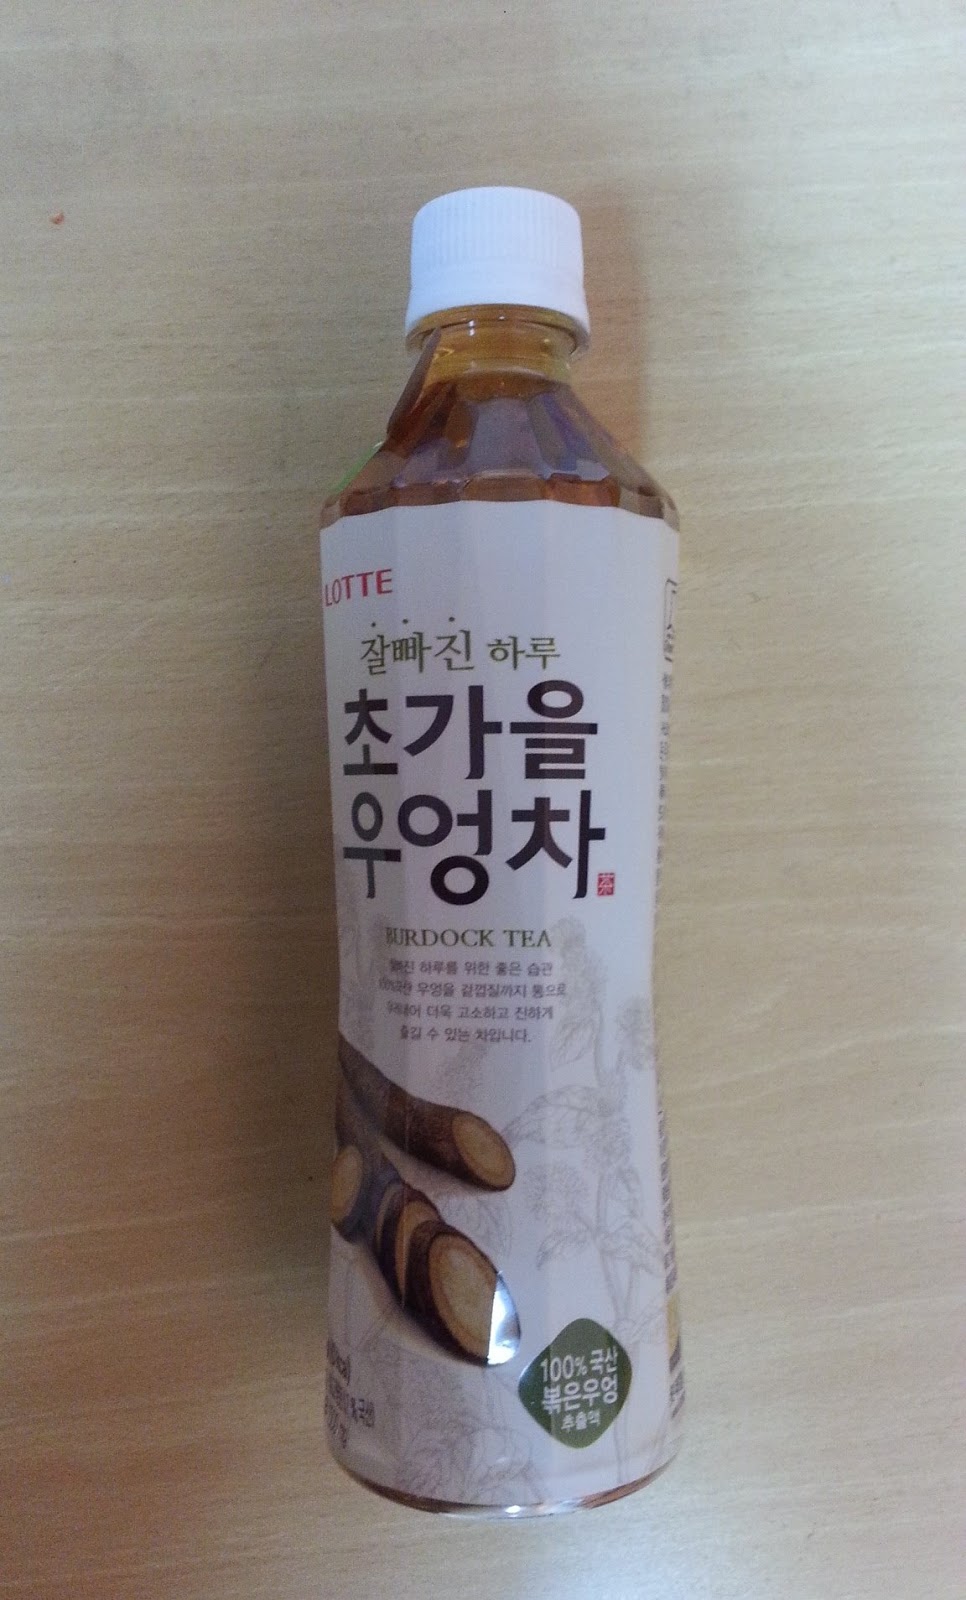 LOTTE
잘빠진 하루
초가을
우엉차
茶
BURDOCK TEA
잘빠진 하루를 위한 좋은 습관
100%국산 우엉을 겉껍질까지 통으로
우려내어 더욱 고소하고 진하게
즐길 수 있는 차입니다.
100% 국산
볶은우엉
추출액